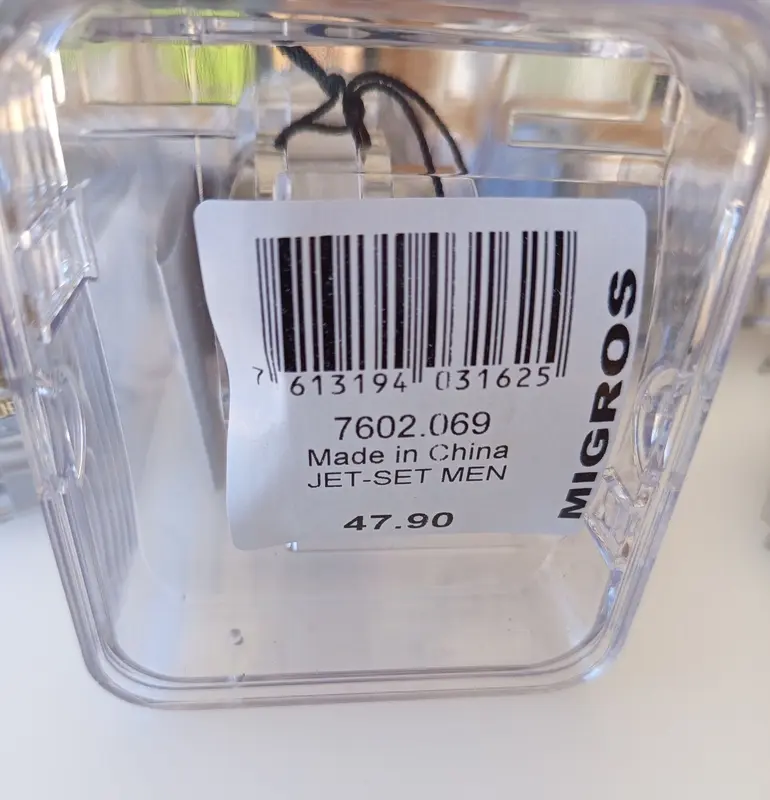 7 613194 031625
7602.069
Made in China
JET-SET MEN
47.90
MIGROS